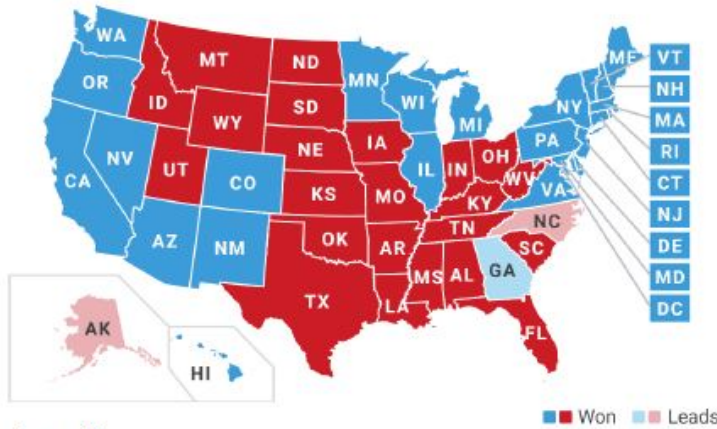 WA
MT
ND
ME
VT
OR
MN
NH
ID
SD
WI
NY
MA
WY
MI
RI
IA
PA
NE
CT
NV
UT
IL
IN
OH
NJ
CA
CO
WV
VA
DE
KS
MO
KY
MD
TN
NC
DC
AZ
NM
OK
AR
SC
MS
AL
GA
TX
LA
FL
AK
HI
Won
Leads